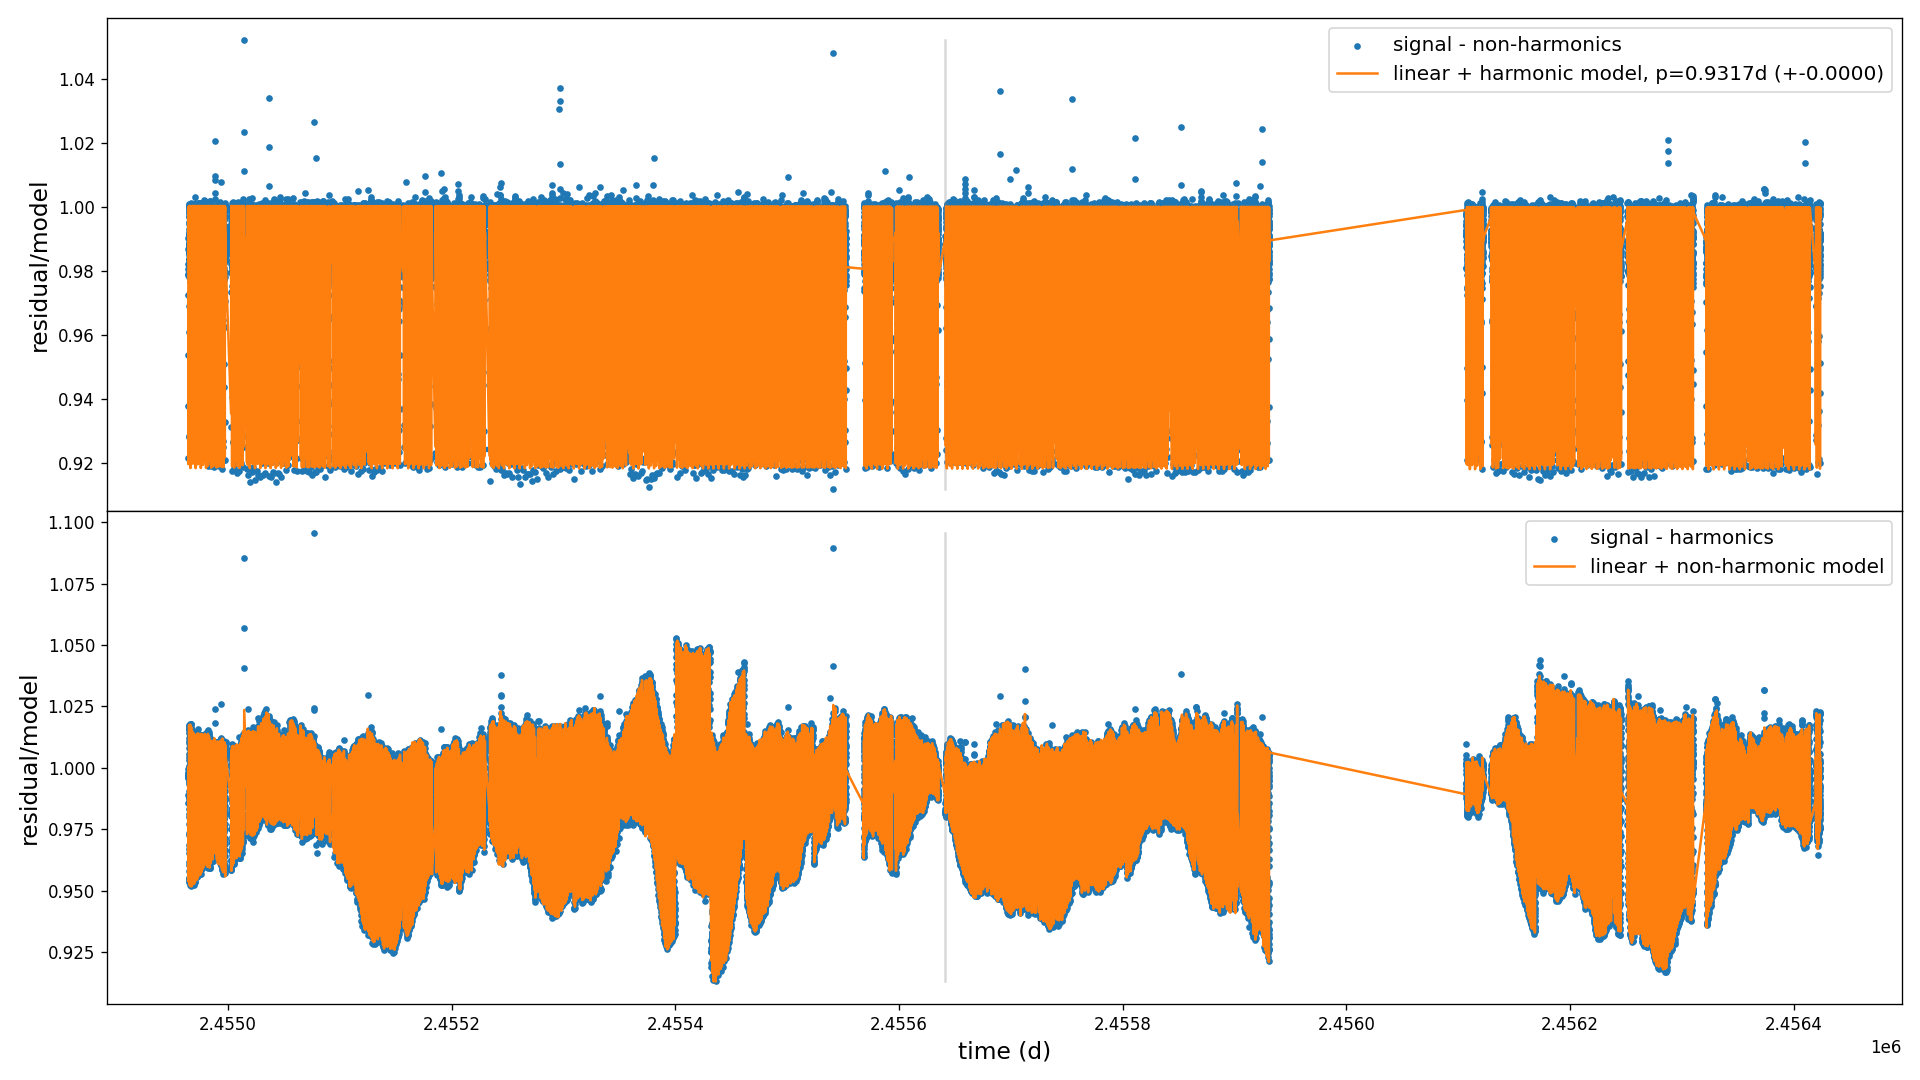 signal - non-harmonics
linear + harmonic model, p=0.9317d (+-0.0000)
1.04
1.02
1.00
0.98
0.96
0.94
0.92
residual/model
signal - harmonics
linear + non-harmonic model
1.100
1.075
1.050
1.025
1.000
0.975
0.950
0.925
residual/model
2.4550
2.4552
2.4554
2.4556
2.4558
2.4560
2.4562
2.4564
1e6
time (d)